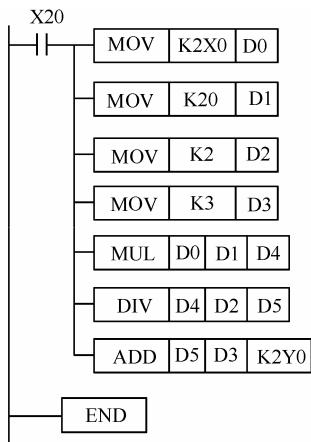 X20
MOV K2X0 D0
MOV K20 D1
MOV K2 D2
MOV K3 D3
MUL D0 D1 D4
DIV D4 D2 D5
ADD D5 D3 K2Y0
END